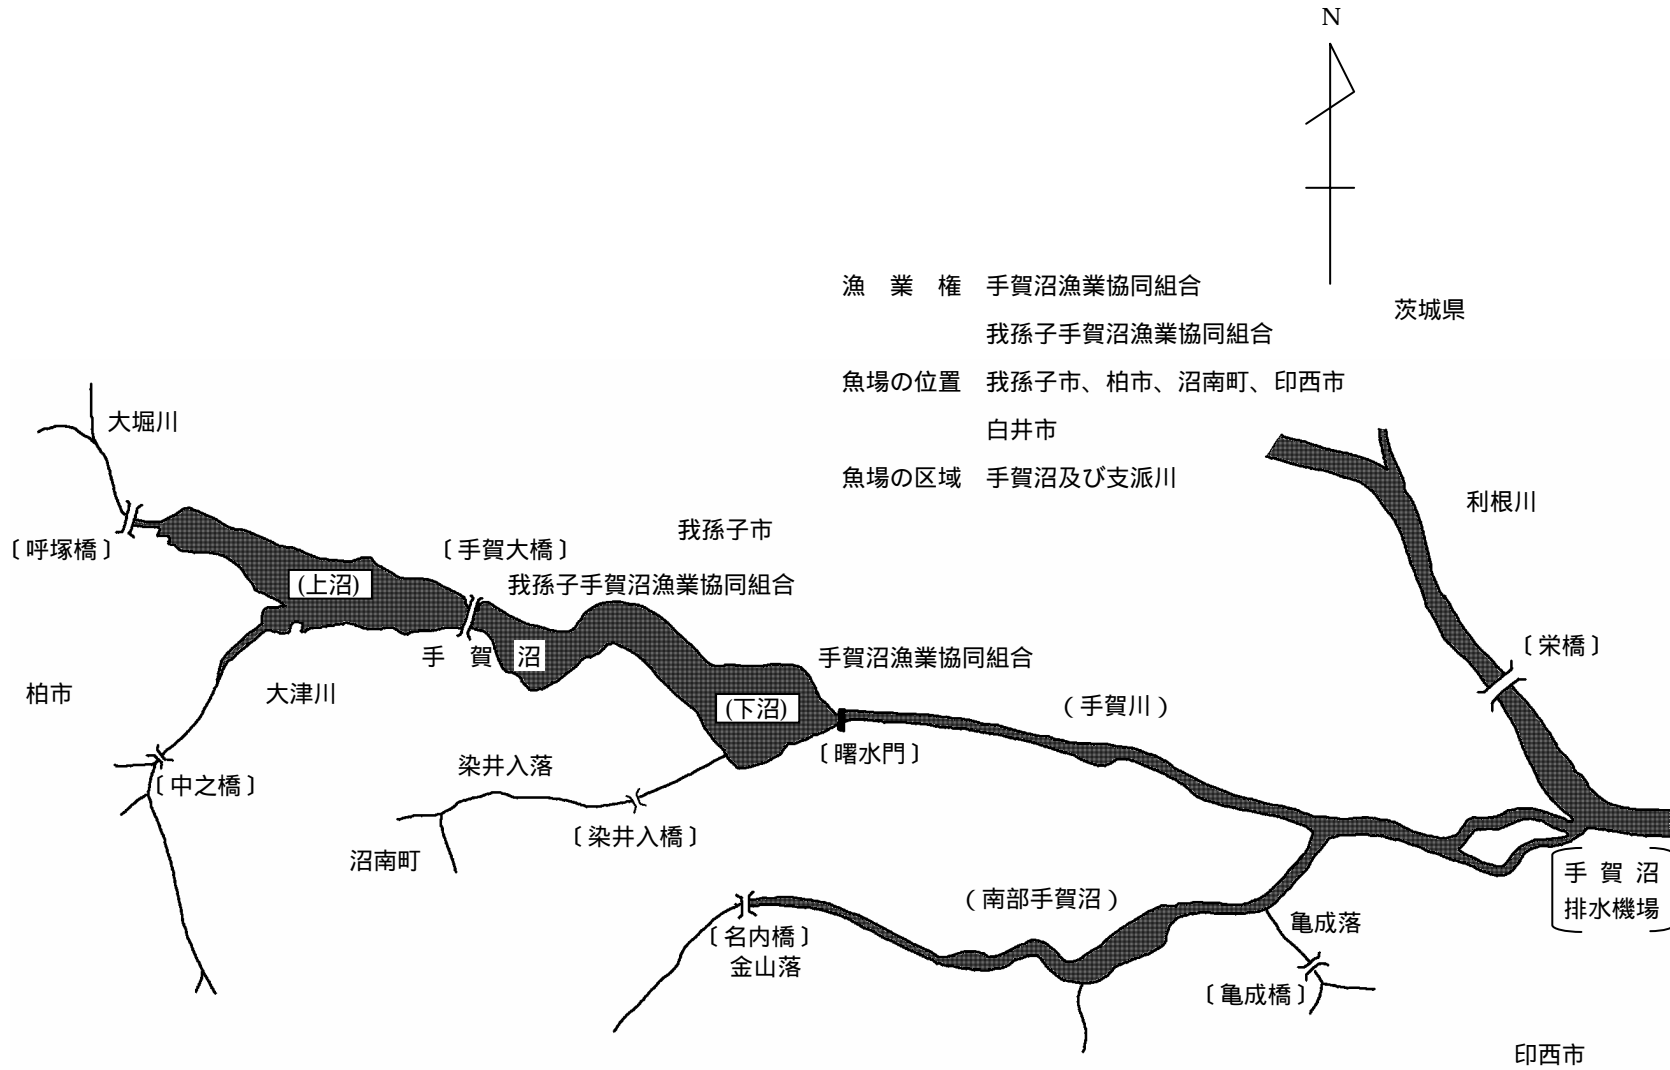 N
漁　業　権　手賀沼漁業協同組合
茨城県
我孫子手賀沼漁業協同組合
魚場の位置　我孫子市、柏市、沼南町、印西市
白井市
魚場の区域　手賀沼及び支派川
大堀川
利根川
〔呼塚橋〕
〔手賀大橋〕
我孫子市
(上沼)
我孫子手賀沼漁業協同組合
手　賀　沼
手賀沼漁業協同組合
〔栄橋〕
柏市
大津川
(下沼)
（手賀川）
〔曙水門〕
染井入落
〔中之橋〕
〔染井入橋〕
沼南町
手賀沼
排水機場
（南部手賀沼）
亀成落
〔名内橋〕
金山落
〔亀成橋〕
印西市